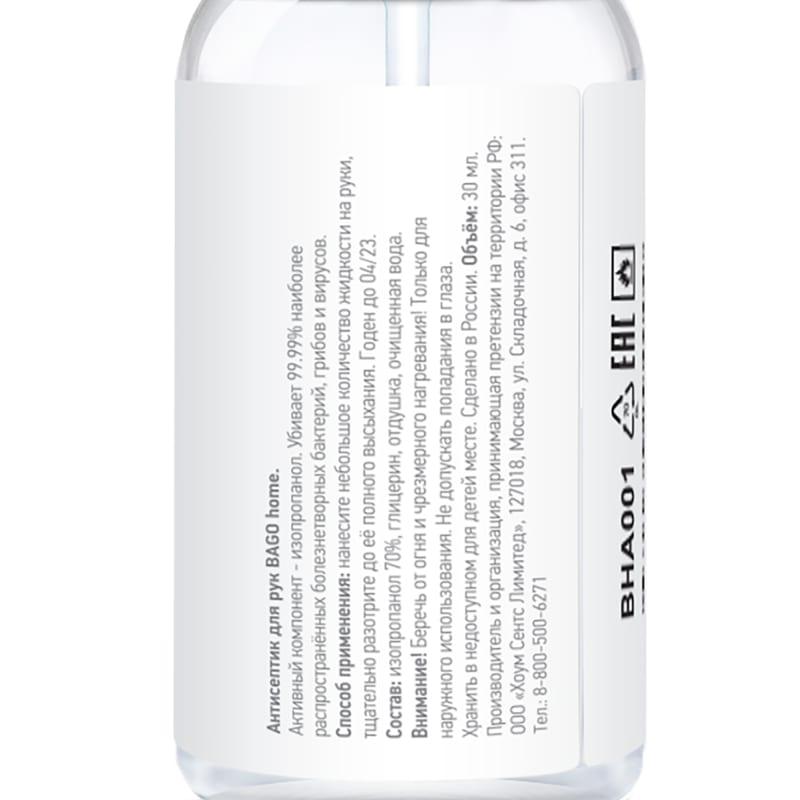 Антисептик для рук BAGO home.
Активный компонент – изопропанол. Убивает 99.99% наиболее
распространённых болезнетворных бактерий, грибов и вирусов.
Способ применения: нанесите небольшое количество жидкости на руки,
тщательно разотрите до её полного высыхания. Годен до 04/23.
Состав: изопропанол 70%, глицерин, отдушка, очищенная вода.
Внимание! Беречь от огня и чрезмерного нагревания! Только для
наружного использования. Не допускать попадания в глаза.
Хранить в недоступном для детей месте. Сделано в России. Объём: 30 мл.
Производитель и организация, принимающая претензии на территории РФ:
ООО «Хоум Сентс Лимитед», 127018, Москва, ул. Складочная, д. 6, офис 311.
Тел.: 8-800-500-6271
BHA001 70 EAC